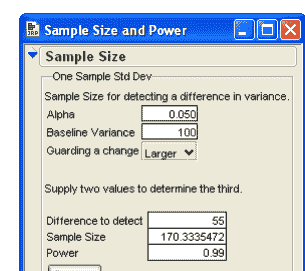 Sample Size and Power
Sample Size
One Sample Std Dev
Sample Size for detecting a difference in variance.
Alpha 0.050
Baseline Variance 100
Guarding a change Larger
Supply two values to determine the third.
Difference to detect 55
Sample Size 170.3335472
Power 0.99